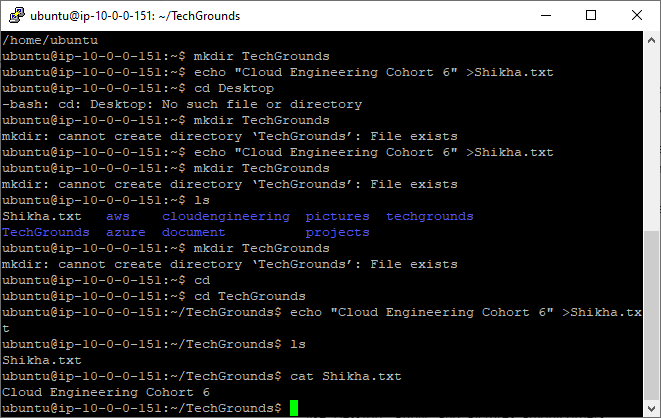 ubuntu@ip-10-0-0-151: ~/TechGrounds
/home/ubuntu
ubuntu@ip-10-0-0-151:~$ mkdir TechGrounds
ubuntu@ip-10-0-0-151:~$ echo "Cloud Engineering Cohort 6" >Shikha.txt
ubuntu@ip-10-0-0-151:~$ cd Desktop
-bash: cd: Desktop: No such file or directory
ubuntu@ip-10-0-0-151:~$ mkdir TechGrounds
mkdir: cannot create directory ‘TechGrounds’: File exists
ubuntu@ip-10-0-0-151:~$ echo "Cloud Engineering Cohort 6" >Shikha.txt
ubuntu@ip-10-0-0-151:~$ mkdir TechGrounds
mkdir: cannot create directory ‘TechGrounds’: File exists
ubuntu@ip-10-0-0-151:~$ ls
Shikha.txt   aws    cloudengineering  pictures  techgrounds
TechGrounds  azure  document          projects
ubuntu@ip-10-0-0-151:~$ mkdir TechGrounds
mkdir: cannot create directory ‘TechGrounds’: File exists
ubuntu@ip-10-0-0-151:~$ cd
ubuntu@ip-10-0-0-151:~$ cd TechGrounds
ubuntu@ip-10-0-0-151:~/TechGrounds$ echo "Cloud Engineering Cohort 6" >Shikha.tx
t
ubuntu@ip-10-0-0-151:~/TechGrounds$ ls
Shikha.txt
ubuntu@ip-10-0-0-151:~/TechGrounds$ cat Shikha.txt
Cloud Engineering Cohort 6
ubuntu@ip-10-0-0-151:~/TechGrounds$